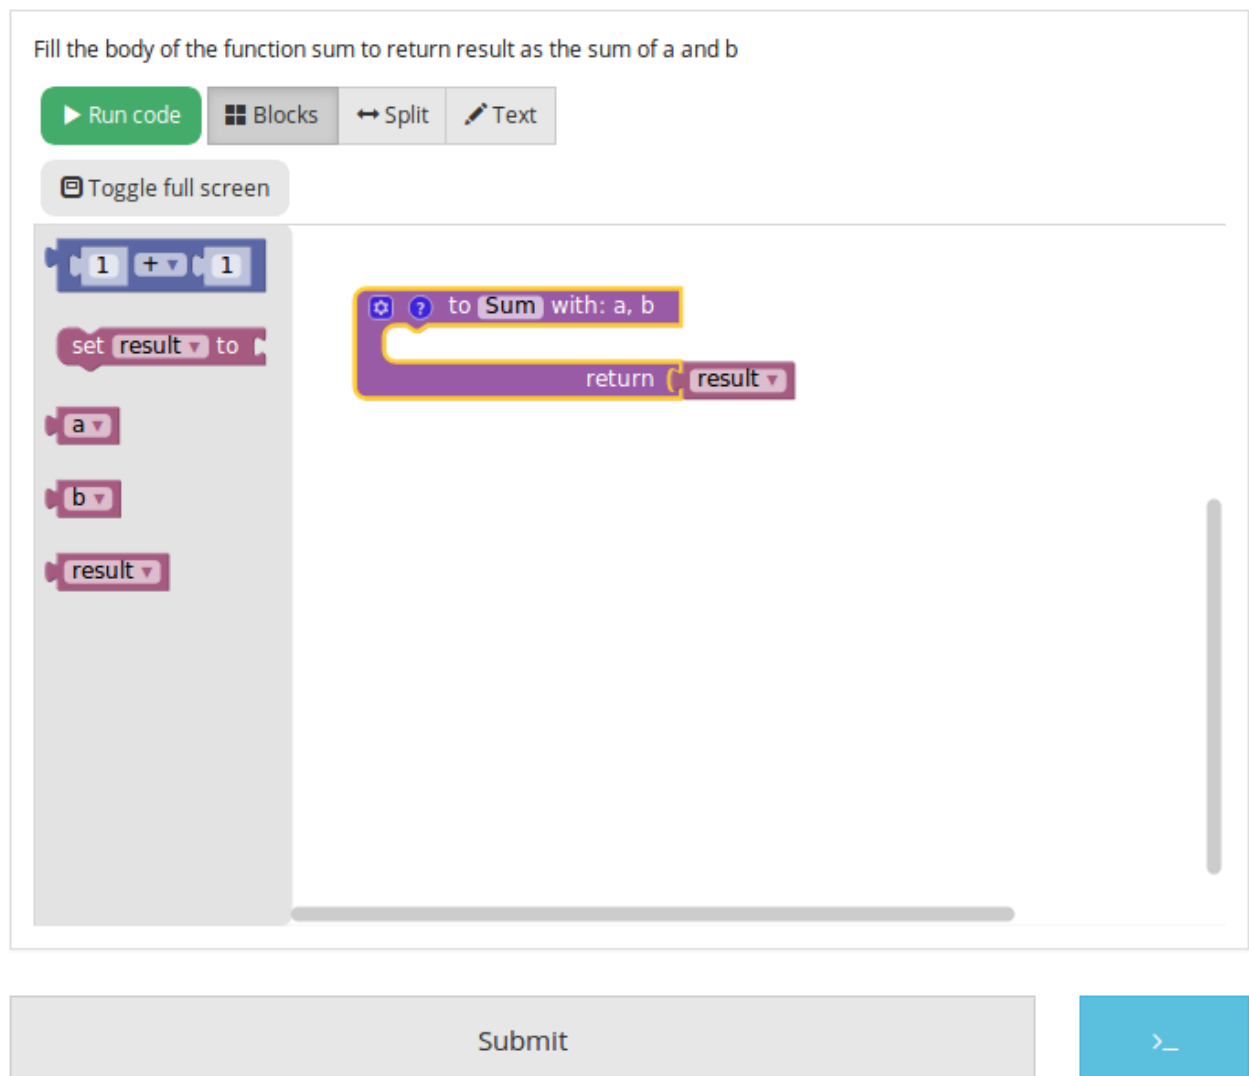 Fill the body of the function sum to return result as the sum of a and b
Run code Blocks Split Text
Toggle full screen
1 + 1
set result to
a
b
result
? to Sum with: a, b
return result
Submit >_